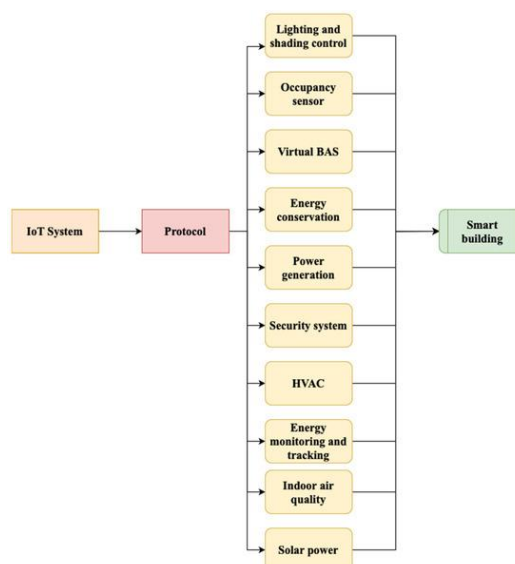 IoT System
Protocol
Lighting and
shading control
Occupancy
sensor
Virtual BAS
Energy
conservation
Power
generation
Security system
HVAC
Energy
monitoring and
tracking
Indoor air
quality
Solar power
Smart
building